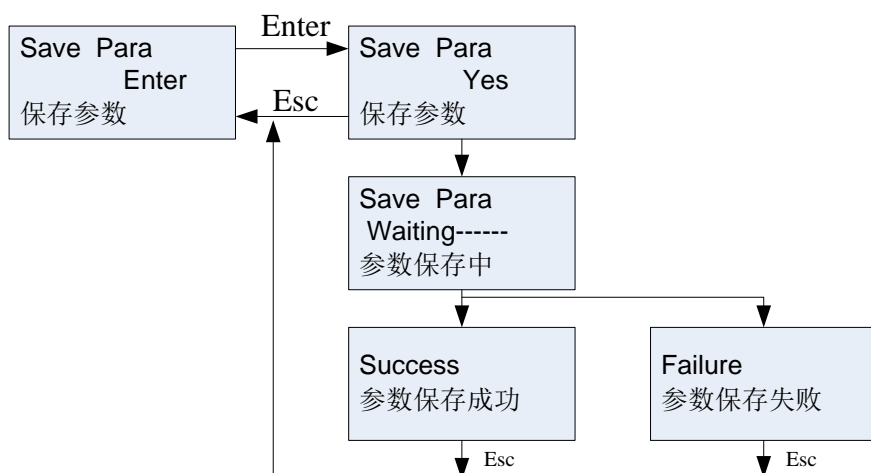 Save Para
Enter
保存参数
Enter
Esc
Save Para
Yes
保存参数
Save Para
Waiting------
参数保存中
Success
参数保存成功
Failure
参数保存失败
Esc
Esc